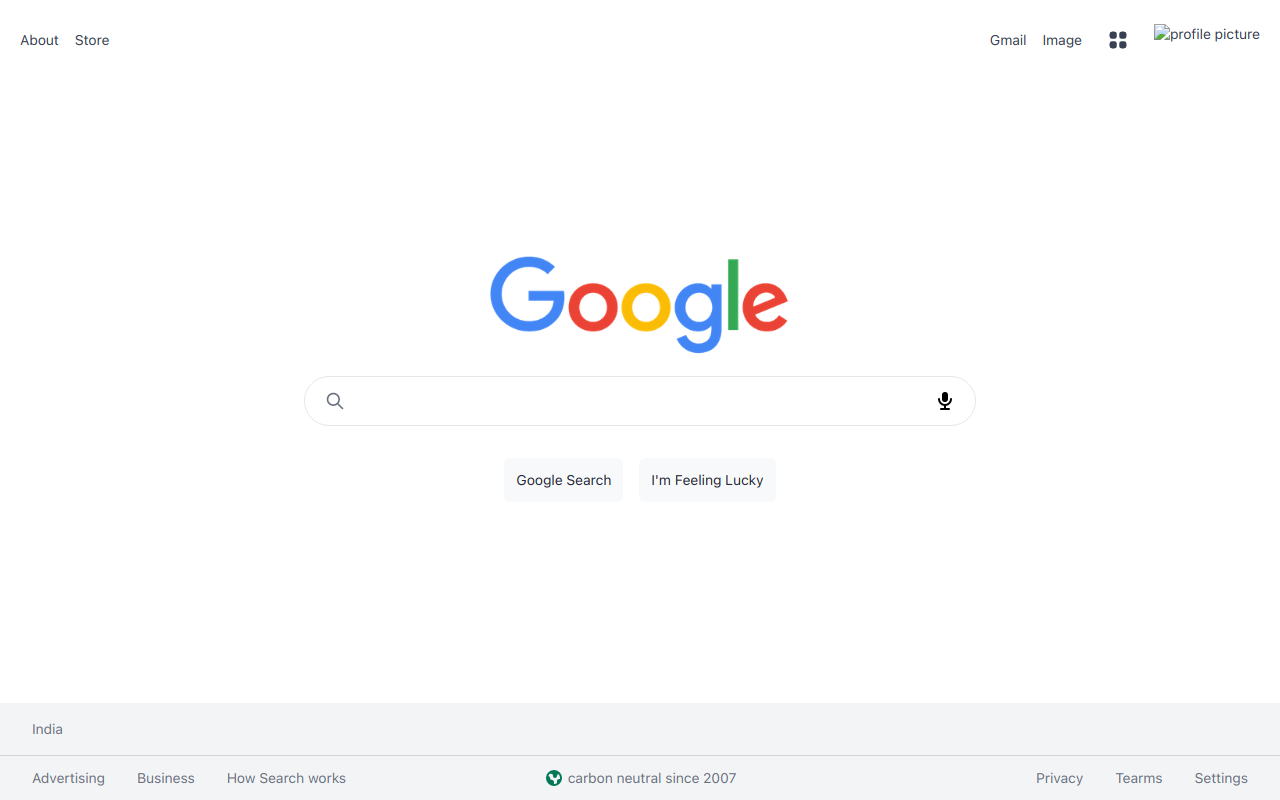 About Store
Gmail Image
profile picture
Google
Google Search
I'm Feeling Lucky
India
Advertising Business How Search works
carbon neutral since 2007
Privacy Tearms Settings